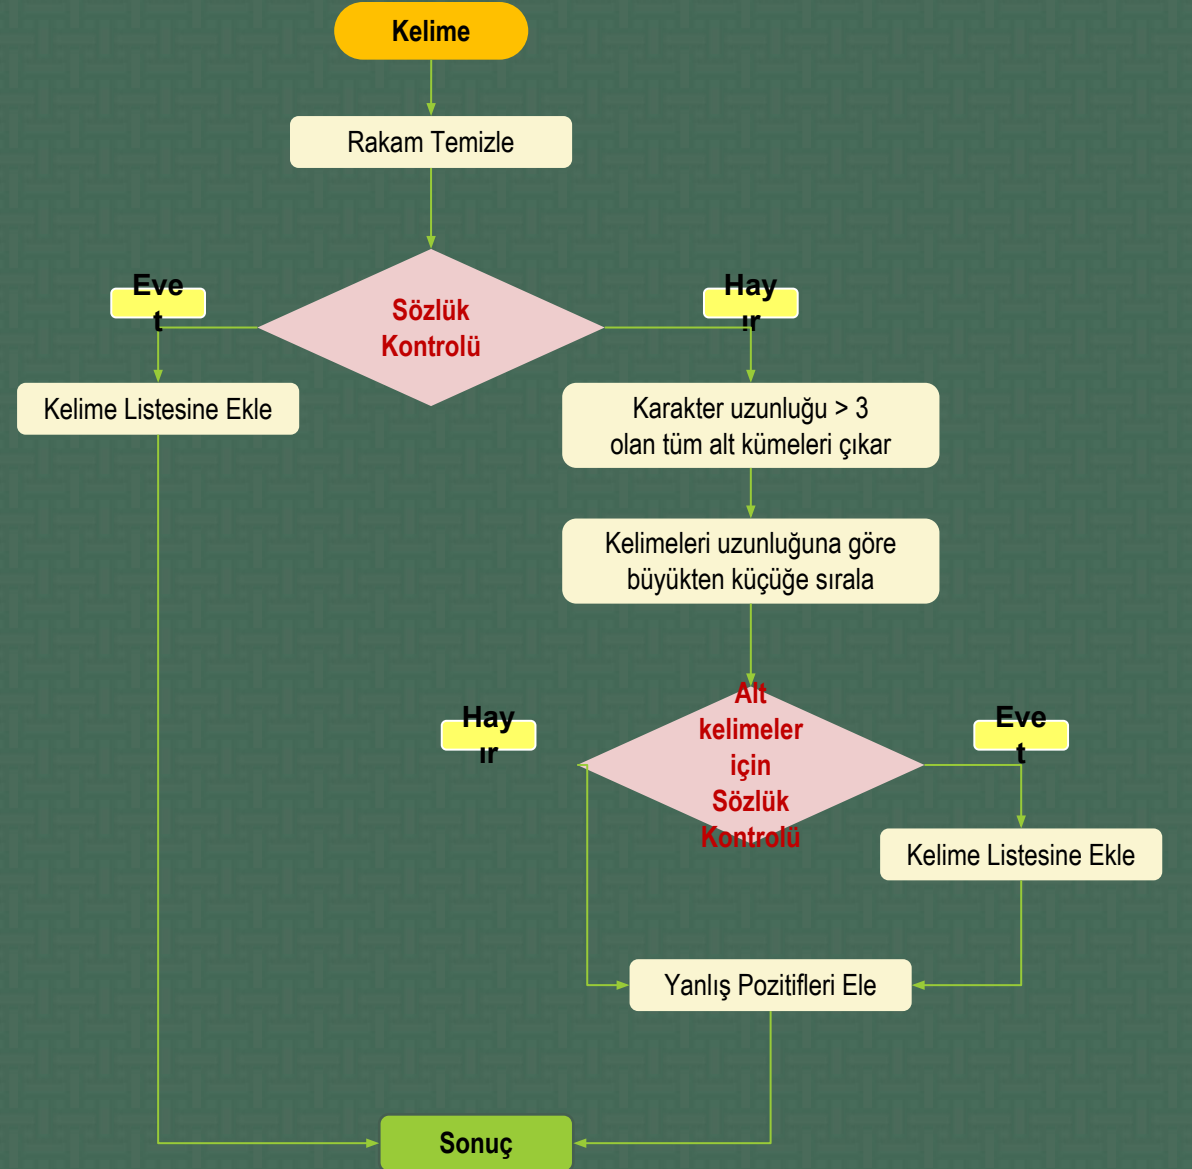 Kelime
Rakam Temizle
Eve
t
Hay
ır
Sözlük
Kontrolü
Kelime Listesine Ekle
Karakter uzunluğu > 3
olan tüm alt kümeleri çıkar
Kelimeleri uzunluğuna göre
büyükten küçüğe sırala
Hay
ır
Alt
kelimeler
için
Sözlük
Kontrolü
Eve
t
Kelime Listesine Ekle
Yanlış Pozitifleri Ele
Sonuç